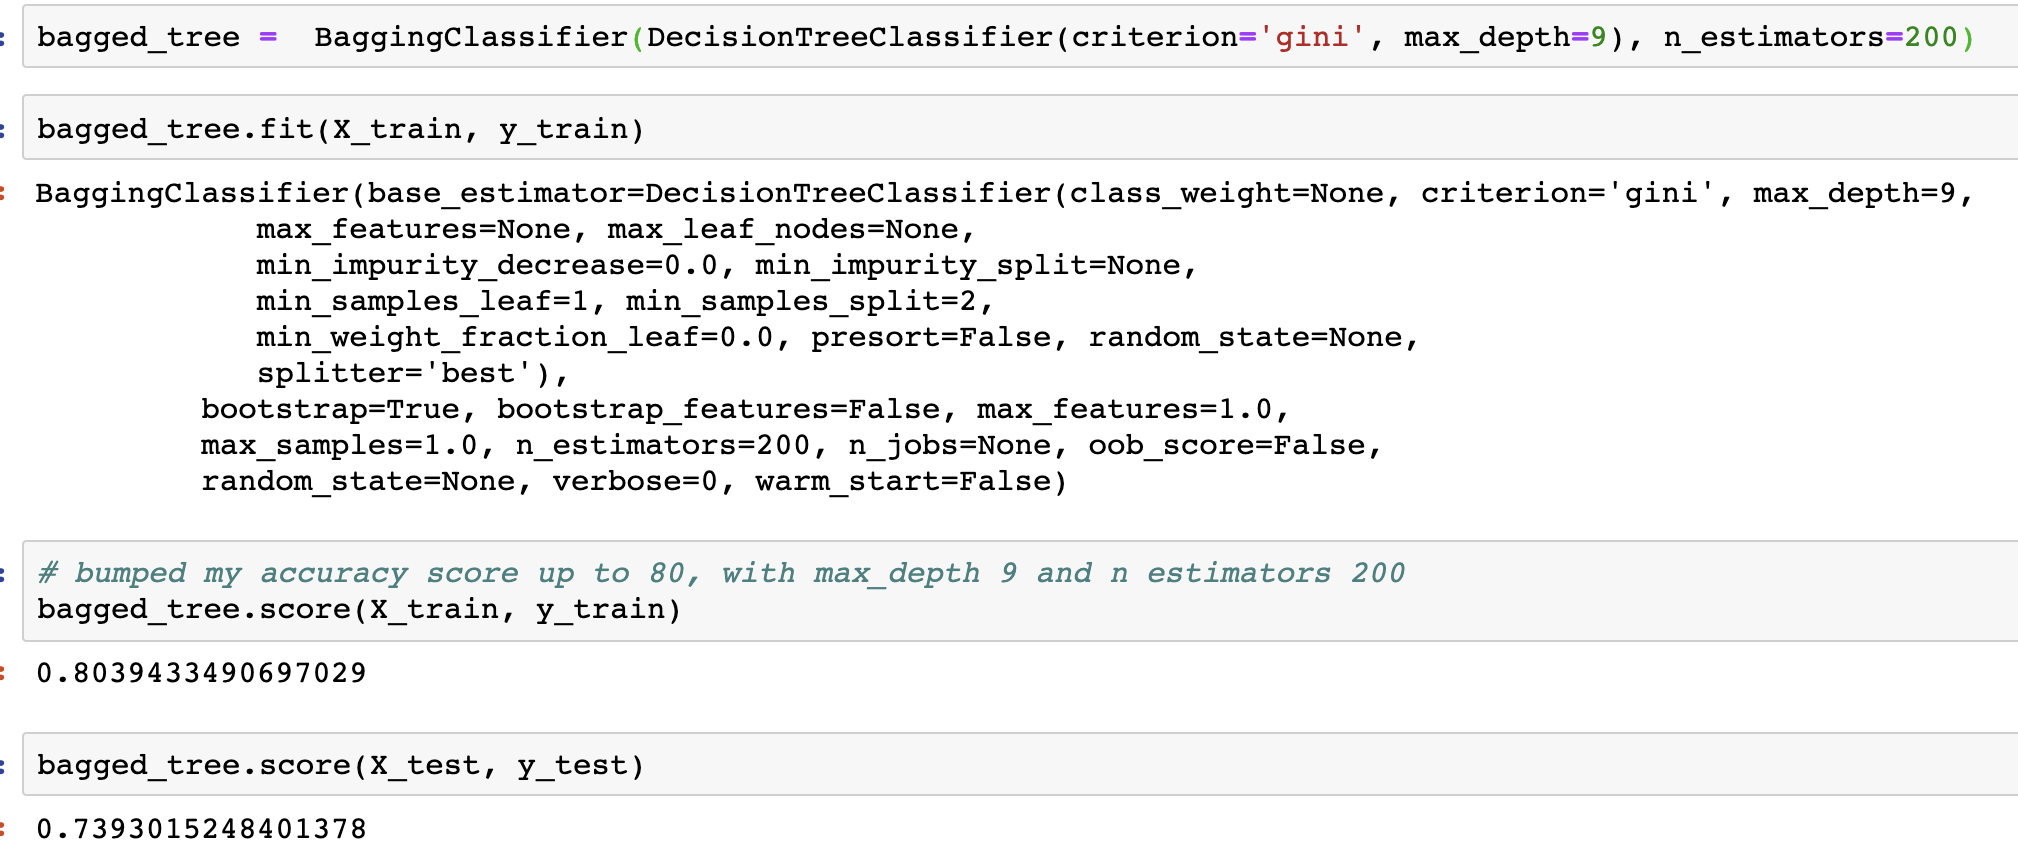 bagged_tree =  BaggingClassifier(DecisionTreeClassifier(criterion='gini', max_depth=9), n_estimators=200)
bagged_tree.fit(X_train, y_train)
BaggingClassifier(base_estimator=DecisionTreeClassifier(class_weight=None, criterion='gini', max_depth=9,
            max_features=None, max_leaf_nodes=None,
            min_impurity_decrease=0.0, min_impurity_split=None,
            min_samples_leaf=1, min_samples_split=2,
            min_weight_fraction_leaf=0.0, presort=False, random_state=None,
            splitter='best'),
         bootstrap=True, bootstrap_features=False, max_features=1.0,
         max_samples=1.0, n_estimators=200, n_jobs=None, oob_score=False,
         random_state=None, verbose=0, warm_start=False)
# bumped my accuracy score up to 80, with max_depth 9 and n estimators 200
bagged_tree.score(X_train, y_train)
0.8039433490697029
bagged_tree.score(X_test, y_test)
0.7393015248401378